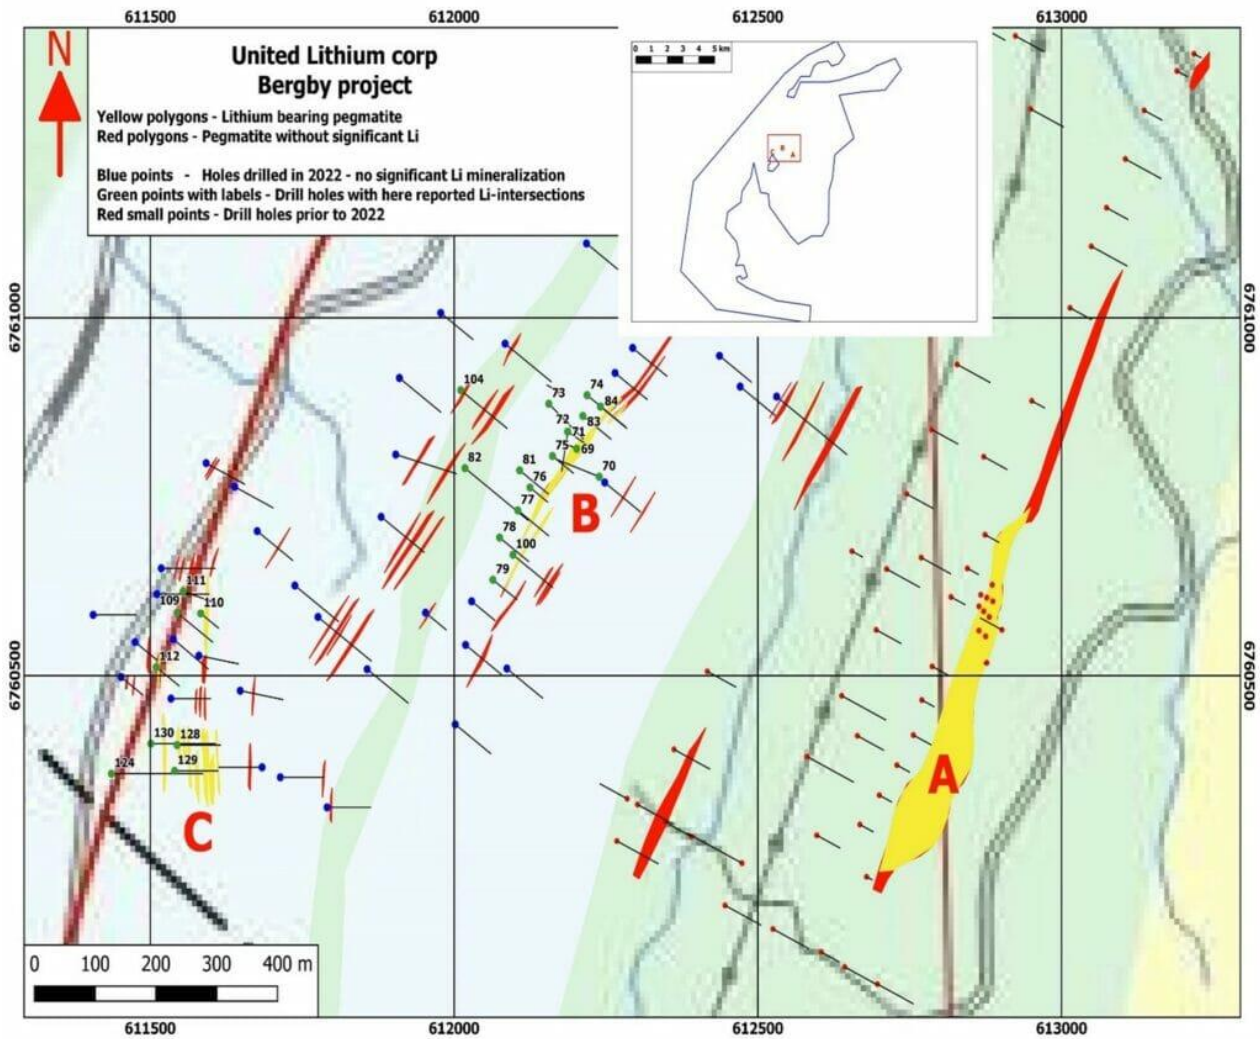 611500 612000 612500 613000
N
United Lithium corp
Bergby project
Yellow polygons - Lithium bearing pegmatite
Red polygons - Pegmatite without significant Li
Blue points - Holes drilled in 2022 - no significant Li mineralization
Green points with labels - Drill holes with here reported Li-intersections
Red small points - Drill holes prior to 2022
0 1 2 3 4 5 km
C B A
6761000 6761000
104
73
74
84
72
83
71
75
69
82
81
70
76
77
B
78
100
79
111
109
110
112
6760500 6760500
130 128
124
129
A
C
0 100 200 300 400 m
611500 612000 612500 613000